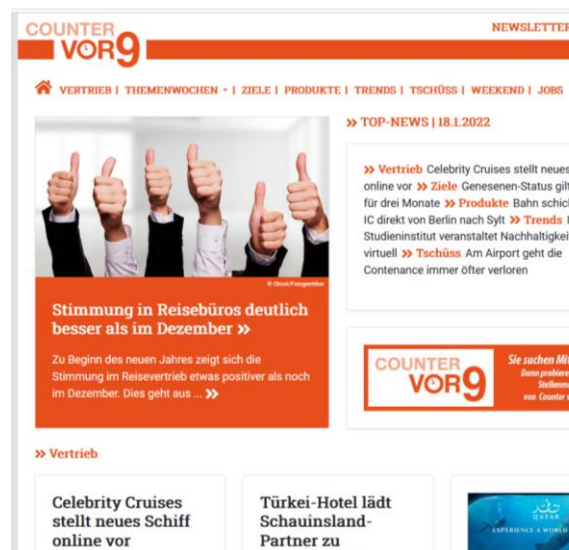 COUNTER
VOR9
NEWSLETTER
VERTRIEB | THEMENWOCHEN | ZIELE | PRODUKTE | TRENDS | TSCHÜSS | WEEKEND | JOBS
» TOP-NEWS | 18.1.2022
» Vertrieb Celebrity Cruises stellt neues
online vor » Ziele Genesenen-Status gilt
für drei Monate » Produkte Bahn
IC direkt von Berlin nach Sylt » Trends
Studieninstitut veranstaltet
virtuell » Tschüss Am Airport geht die
Contenance immer öfter verloren
Stimmung in Reisebüros deutlich
besser als im Dezember »
Zu Beginn des neuen Jahres zeigt sich die
Stimmung im Reisevertrieb etwas positiver als noch
im Dezember. Dies geht aus ... »
COUNTER
VOR9
Sie suchen
Dann
von Counter
» Vertrieb
Celebrity Cruises
stellt neues Schiff
online vor
Türkei-Hotel lädt
Schauinsland-
Partner zu
QATAR
EXPERIENCE A WORLD